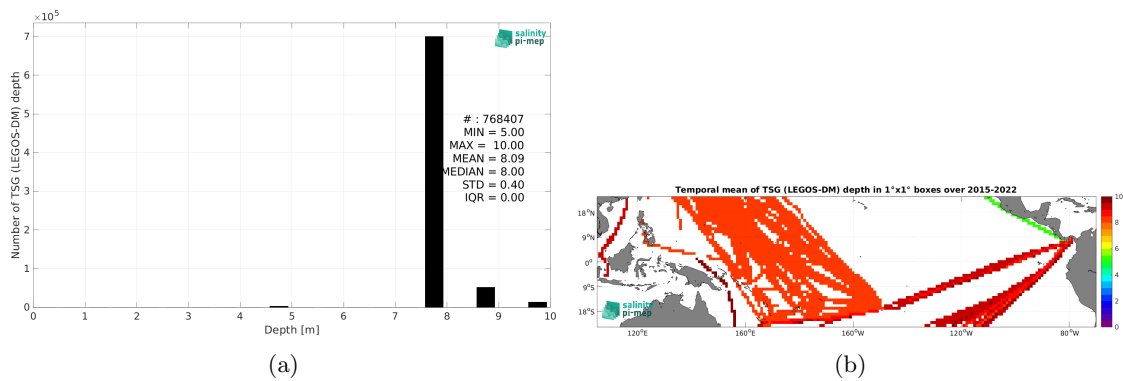 ×10⁵
7
6
5
4
3
2
1
0
Number of TSG (LEGOS-DM) depth
salinity
pi-mep
# : 768407
MIN = 5.00
MAX = 10.00
MEAN = 8.09
MEDIAN = 8.00
STD = 0.40
IQR = 0.00
0 1 2 3 4 5 6 7 8 9 10
Depth [m]
(a)
Temporal mean of TSG (LEGOS-DM) depth in 1°x1° boxes over 2015-2022
18°N
9°N
0°
9°S
18°S
salinity
pi-mep
120°E 160°E 160°W 120°W 80°W
10
8
6
4
2
0
(b)